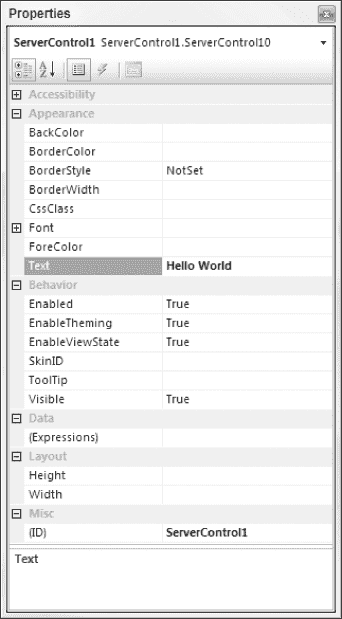 Properties
ServerControl1 ServerControl1.ServerControl10
A
Z
Accessibility
Appearance
BackColor
BorderColor
BorderStyle NotSet
BorderWidth
CssClass
Font
ForeColor
Text Hello World
Behavior
Enabled True
EnableTheming True
EnableViewState True
SkinID
ToolTip
Visible True
Data
(Expressions)
Layout
Height
Width
Misc
(ID) ServerControl1
Text